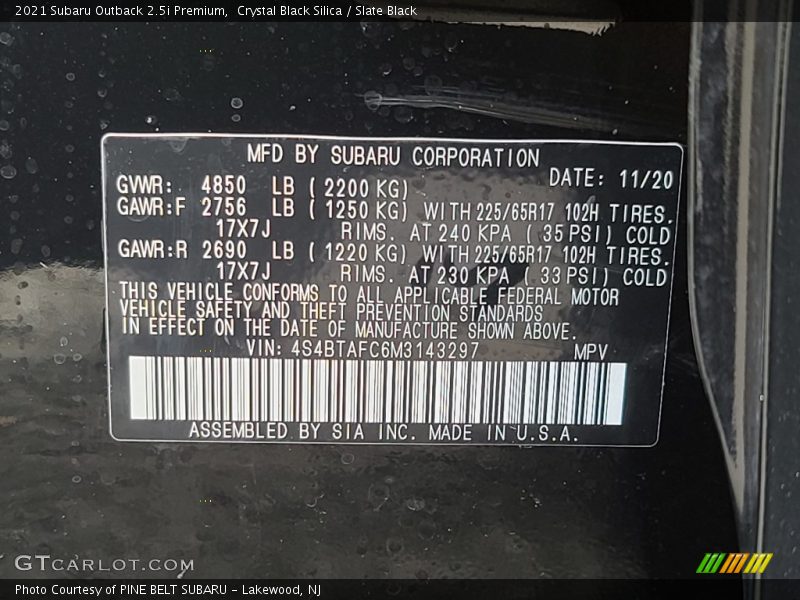 2021 Subaru Outback 2.5i Premium,  Crystal Black Silica / Slate Black
MFD BY SUBARU CORPORATION
DATE: 11/20
GVWR: 4850 LB ( 2200 KG)
GAWR:F 2756 LB ( 1250 KG) WITH 225/65R17 102H TIRES.
17X7J RIMS. AT 240 KPA ( 35 PSI) COLD
GAWR:R 2690 LB ( 1220 KG) WITH 225/65R17 102H TIRES.
17X7J RIMS. AT 230 KPA ( 33 PSI) COLD
THIS VEHICLE CONFORMS TO ALL APPLICABLE FEDERAL MOTOR
VEHICLE SAFETY AND THEFT PREVENTION STANDARDS
IN EFFECT ON THE DATE OF MANUFACTURE SHOWN ABOVE.
VIN: 4S4BTAFC6M3143297 MPV
ASSEMBLED BY SIA INC. MADE IN U.S.A.
GTCARLOT.COM
Photo Courtesy of PINE BELT SUBARU - Lakewood, NJ